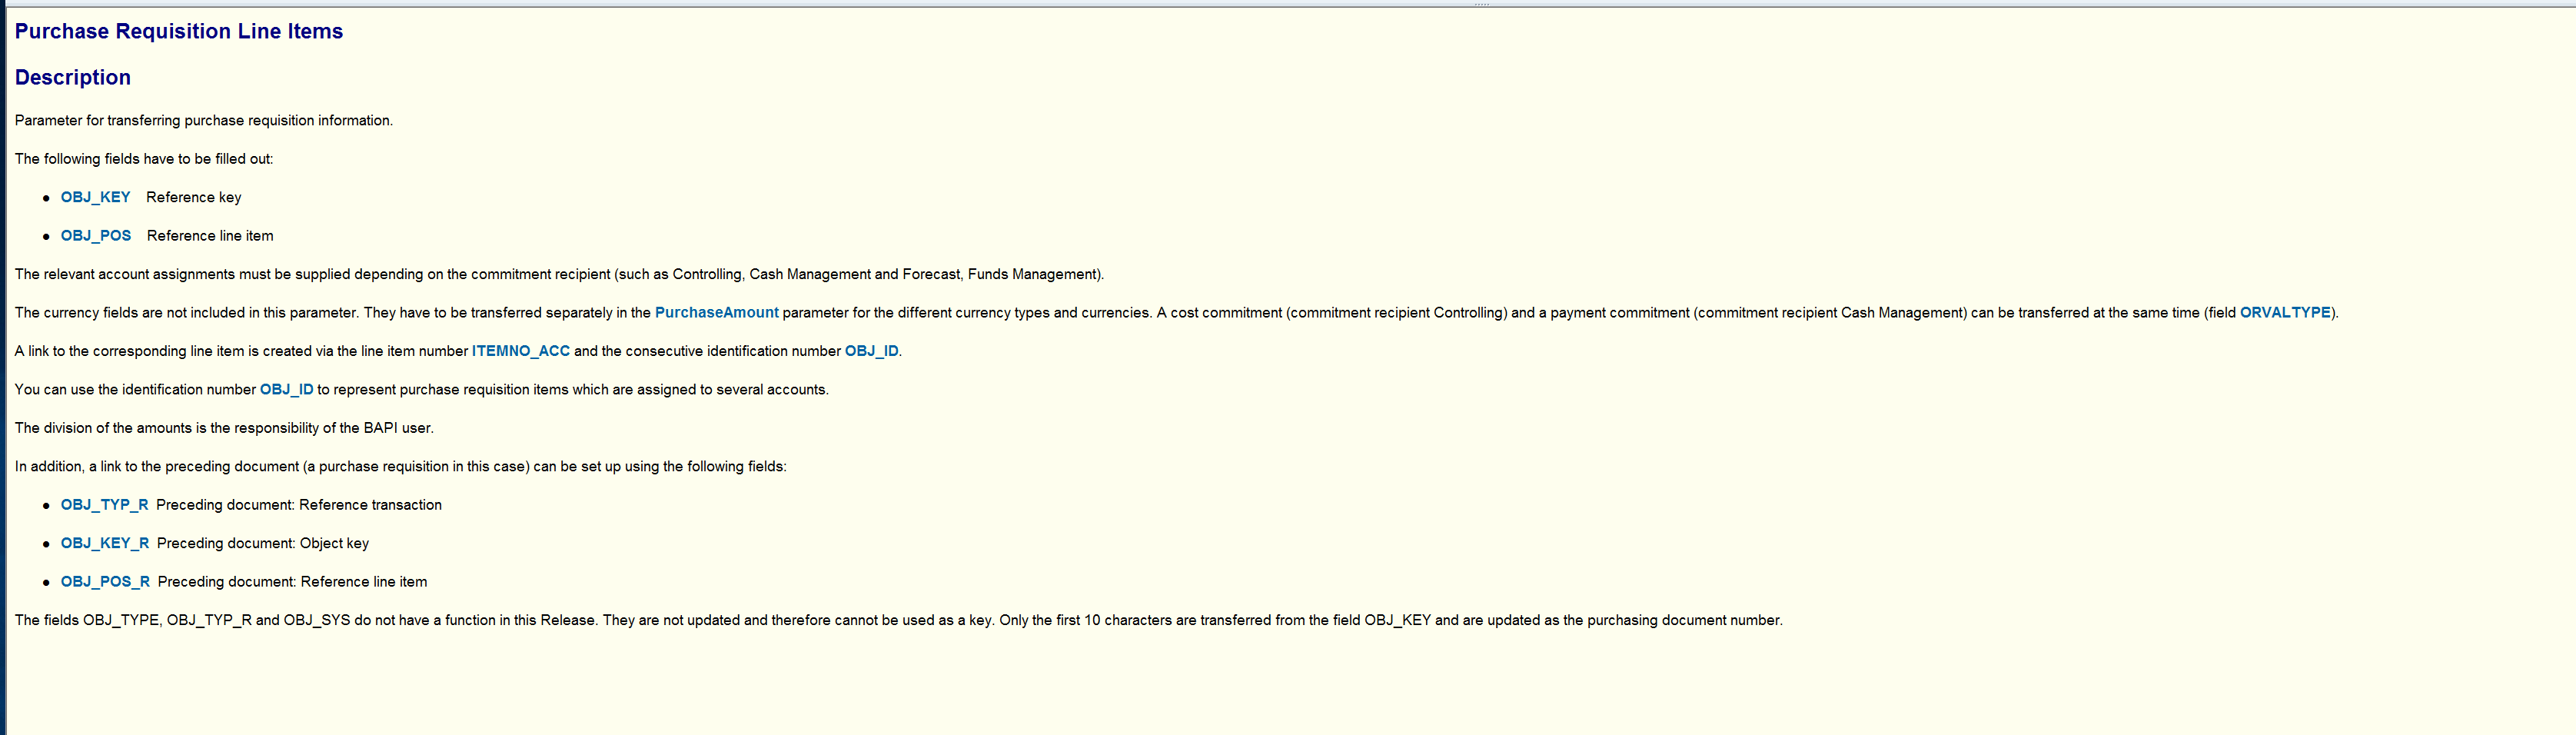 Purchase Requisition Line Items
Description
Parameter for transferring purchase requisition information.
The following fields have to be filled out:
● OBJ_KEY Reference key
● OBJ_POS Reference line item
The relevant account assignments must be supplied depending on the commitment recipient (such as Controlling, Cash Management and Forecast, Funds Management).
The currency fields are not included in this parameter. They have to be transferred separately in the PurchaseAmount parameter for the different currency types and currencies. A cost commitment (commitment recipient Controlling) and a payment commitment (commitment recipient Cash Management) can be transferred at the same time (field ORVALTYPE).
A link to the corresponding line item is created via the line item number ITEMNO_ACC and the consecutive identification number OBJ_ID.
You can use the identification number OBJ_ID to represent purchase requisition items which are assigned to several accounts.
The division of the amounts is the responsibility of the BAPI user.
In addition, a link to the preceding document (a purchase requisition in this case) can be set up using the following fields:
● OBJ_TYP_R Preceding document: Reference transaction
● OBJ_KEY_R Preceding document: Object key
● OBJ_POS_R Preceding document: Reference line item
The fields OBJ_TYPE, OBJ_TYP_R and OBJ_SYS do not have a function in this Release. They are not updated and therefore cannot be used as a key. Only the first 10 characters are transferred from the field OBJ_KEY and are updated as the purchasing document number.